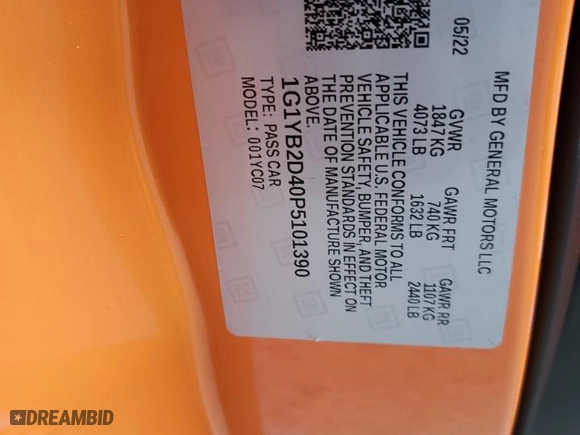 MFD BY GENERAL MOTORS LLC
05/22
GVWR GAWR FRT GAWR RR
1847 KG 740 KG 1107 KG
4073 LB 1632 LB 2440 LB
THIS VEHICLE CONFORMS TO ALL
APPLICABLE U.S. FEDERAL MOTOR
VEHICLE SAFETY, BUMPER, AND THEFT
PREVENTION STANDARDS IN EFFECT ON
THE DATE OF MANUFACTURE SHOWN
ABOVE.
1G1YB2D40P5101390
TYPE: PASS CAR
MODEL: 001YC07
DREAMBID